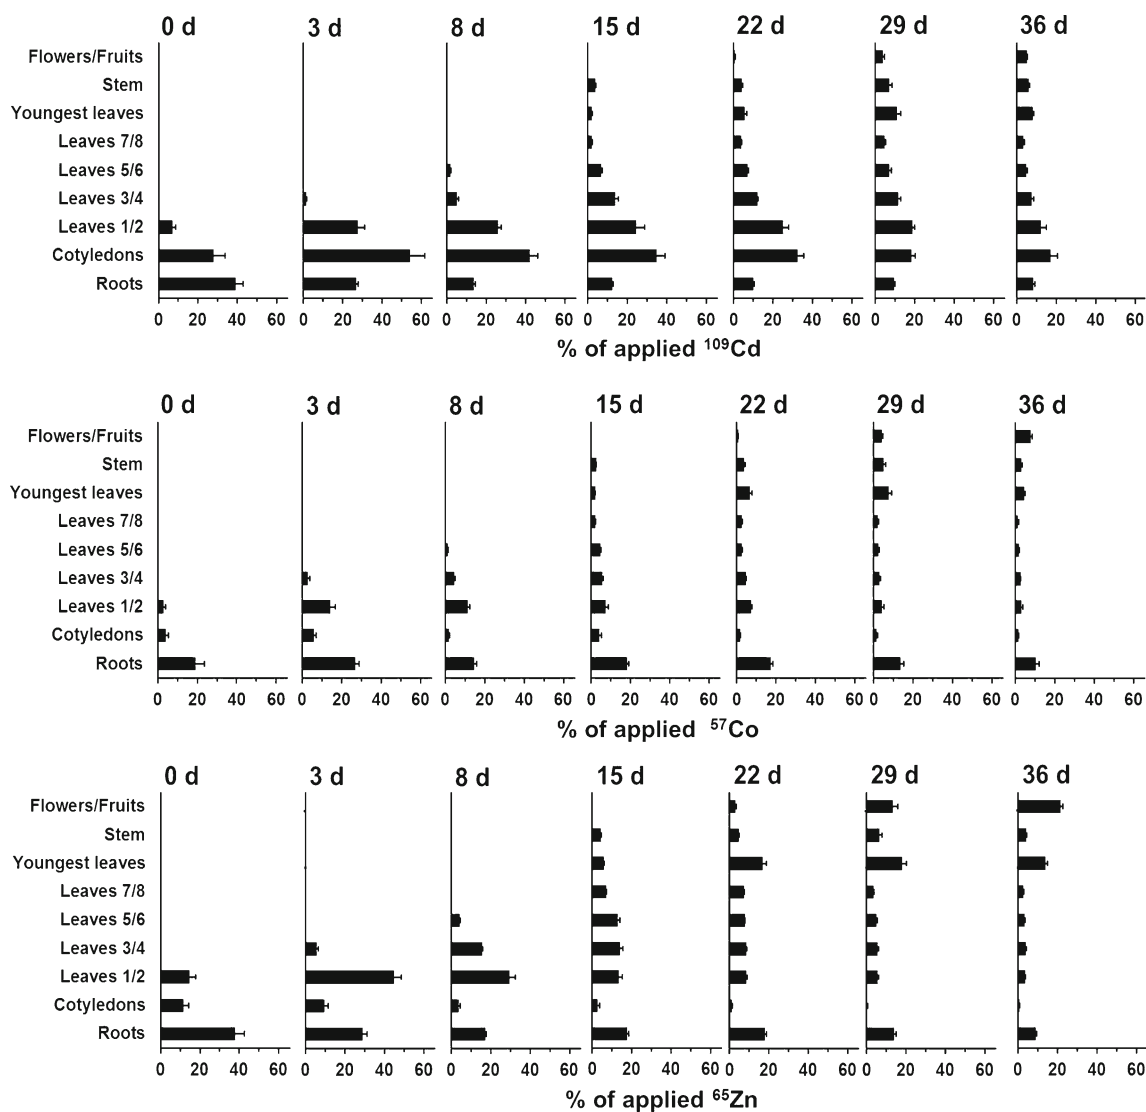 0 d 3 d 8 d 15 d 22 d 29 d 36 d
Flowers/Fruits
Stem
Youngest leaves
Leaves 7/8
Leaves 5/6
Leaves 3/4
Leaves 1/2
Cotyledons
Roots
0 20 40 60 0 20 40 60 0 20 40 60 0 20 40 60 0 20 40 60 0 20 40 60 0 20 40 60
% of applied ¹⁰⁹Cd
0 d 3 d 8 d 15 d 22 d 29 d 36 d
Flowers/Fruits
Stem
Youngest leaves
Leaves 7/8
Leaves 5/6
Leaves 3/4
Leaves 1/2
Cotyledons
Roots
0 20 40 60 0 20 40 60 0 20 40 60 0 20 40 60 0 20 40 60 0 20 40 60 0 20 40 60
% of applied ⁵⁷Co
0 d 3 d 8 d 15 d 22 d 29 d 36 d
Flowers/Fruits
Stem
Youngest leaves
Leaves 7/8
Leaves 5/6
Leaves 3/4
Leaves 1/2
Cotyledons
Roots
0 20 40 60 0 20 40 60 0 20 40 60 0 20 40 60 0 20 40 60 0 20 40 60 0 20 40 60
% of applied ⁶⁵Zn